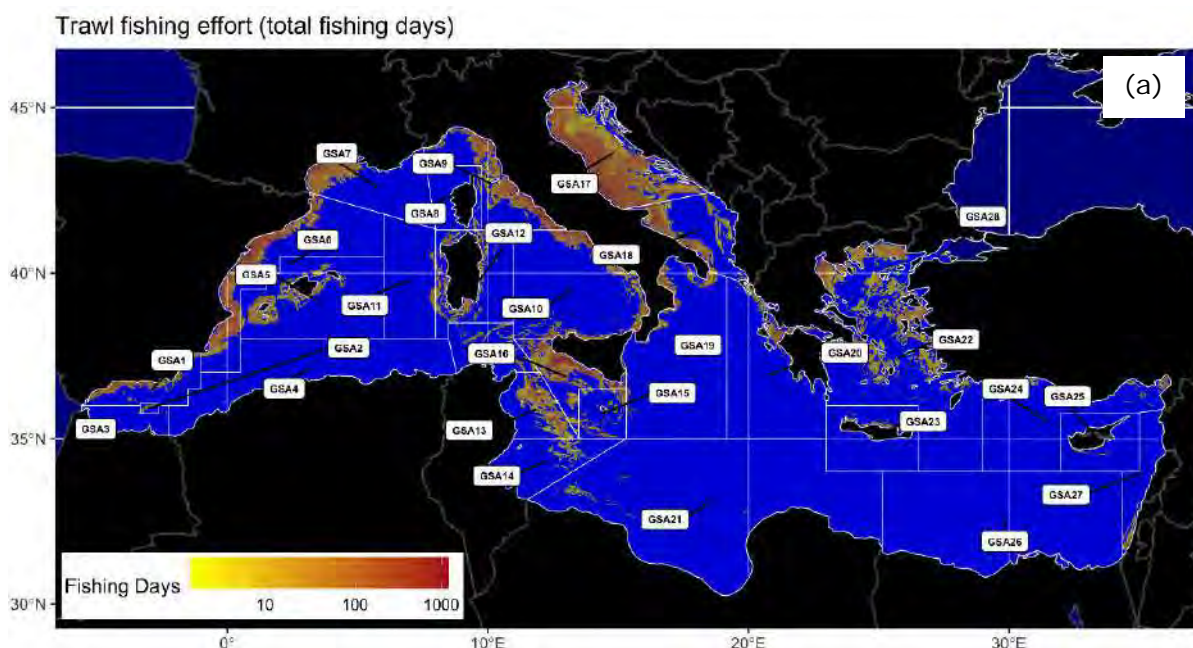 Trawl fishing effort (total fishing days)
(a)
45°N
GSA7
GSA9
GSA17
GSA8
GSA28
GSA12
GSA6
GSA18
40°N
GSA5
GSA11
GSA10
GSA2
GSA19
GSA22
GSA1
GSA16
GSA20
GSA4
GSA24
GSA25
GSA15
GSA3
GSA13
GSA23
35°N
GSA14
GSA27
GSA21
GSA26
Fishing Days
10 100 1000
30°N
0° 10°E 20°E 30°E